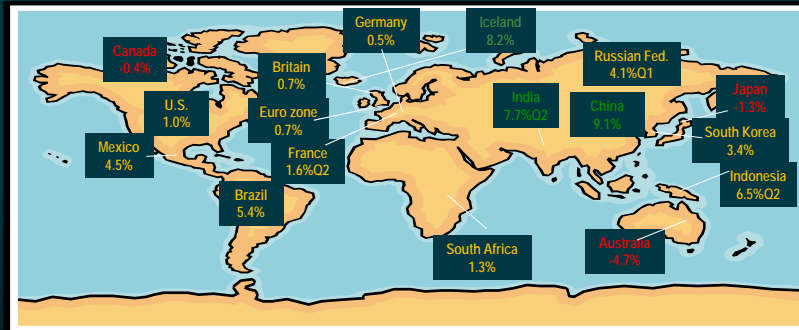 Germany
0.5%
Iceland
8.2%
Canada
-0.4%
Britain
0.7%
Russian Fed.
4.1%Q1
U.S.
1.0%
Euro zone
0.7%
India
7.7%Q2
China
9.1%
Japan
-1.3%
Mexico
4.5%
France
1.6%Q2
South Korea
3.4%
Brazil
5.4%
Indonesia
6.5%Q2
South Africa
1.3%
Australia
-4.7%